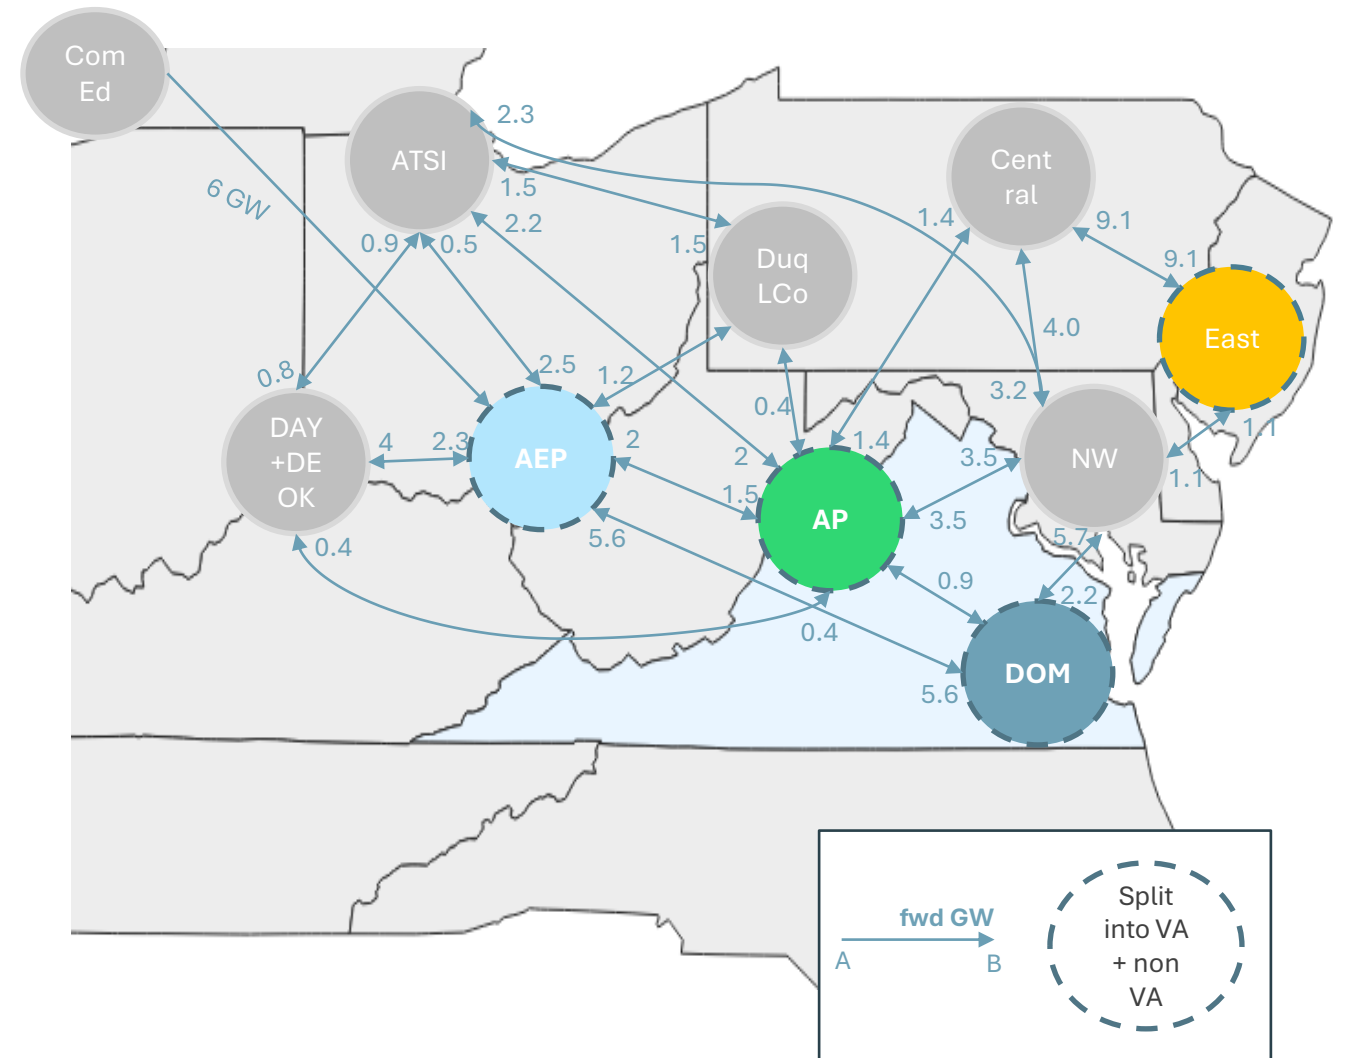 Com
Ed
2.3
ATSI
Cent
ral
1.5
6 GW
2.2
1.4
9.1
0.9
0.5
1.5
Duq
LCo
9.1
4.0
East
2.5
0.8
1.2
3.2
0.4
1.1
DAY
+DE
OK
4
2.3
AEP
2
2
1.4
3.5
NW
1.1
1.5
AP
3.5
5.6
0.4
5.7
0.9
2.2
0.4
DOM
5.6
Split
into VA
+ non
VA
fwd GW
A
B